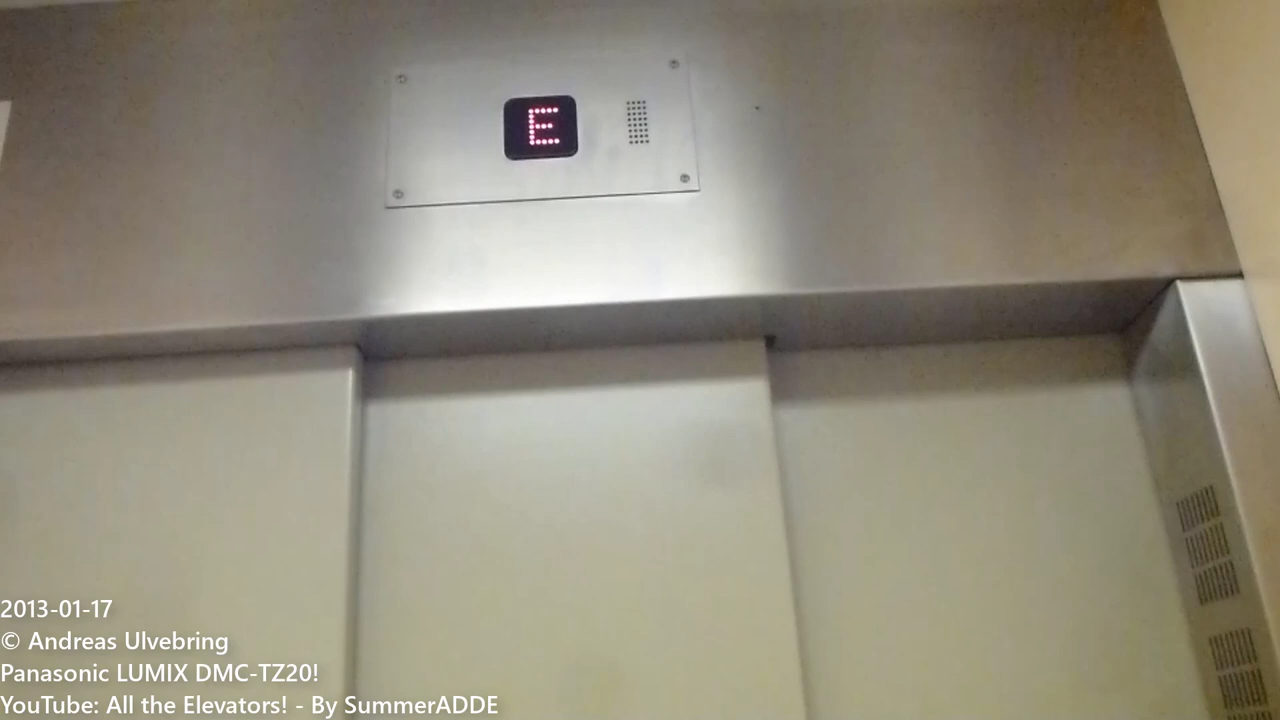 E
2013-01-17
© Andreas Ulvebring
Panasonic LUMIX DMC-TZ20!
YouTube: All the Elevators! - By SummerADDE